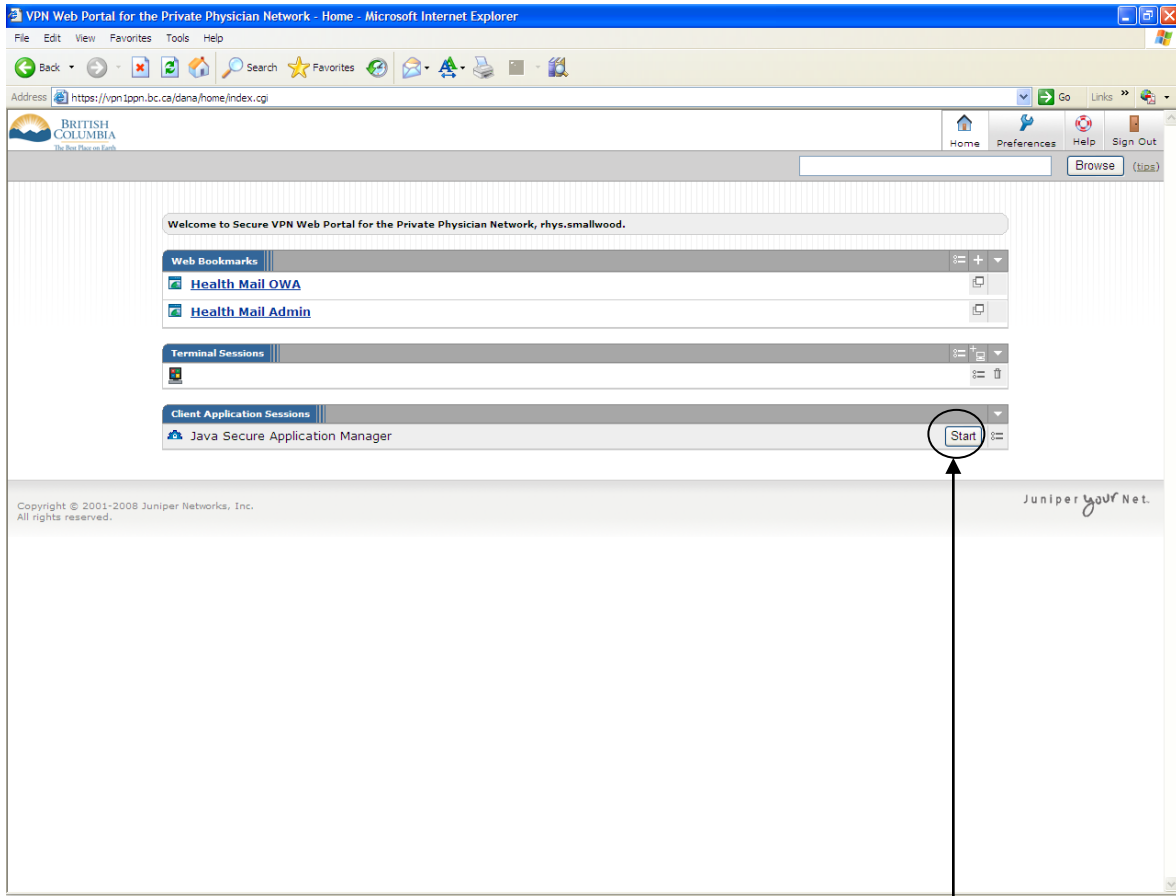 VPN Web Portal for the Private Physician Network - Home - Microsoft Internet Explorer
File Edit View Favorites Tools Help
Back Search Favorites
Address https://vpn1ppn.bc.ca/dana/home/index.cgi Go Links »
BRITISH
COLUMBIA
The Best Place on Earth
Home Preferences Help Sign Out
Browse (tips)
Welcome to Secure VPN Web Portal for the Private Physician Network, rhys.smallwood.
Web Bookmarks
Health Mail OWA
Health Mail Admin
Terminal Sessions
Client Application Sessions
Java Secure Application Manager Start
Copyright © 2001-2008 Juniper Networks, Inc.
All rights reserved.
Juniper your Net.